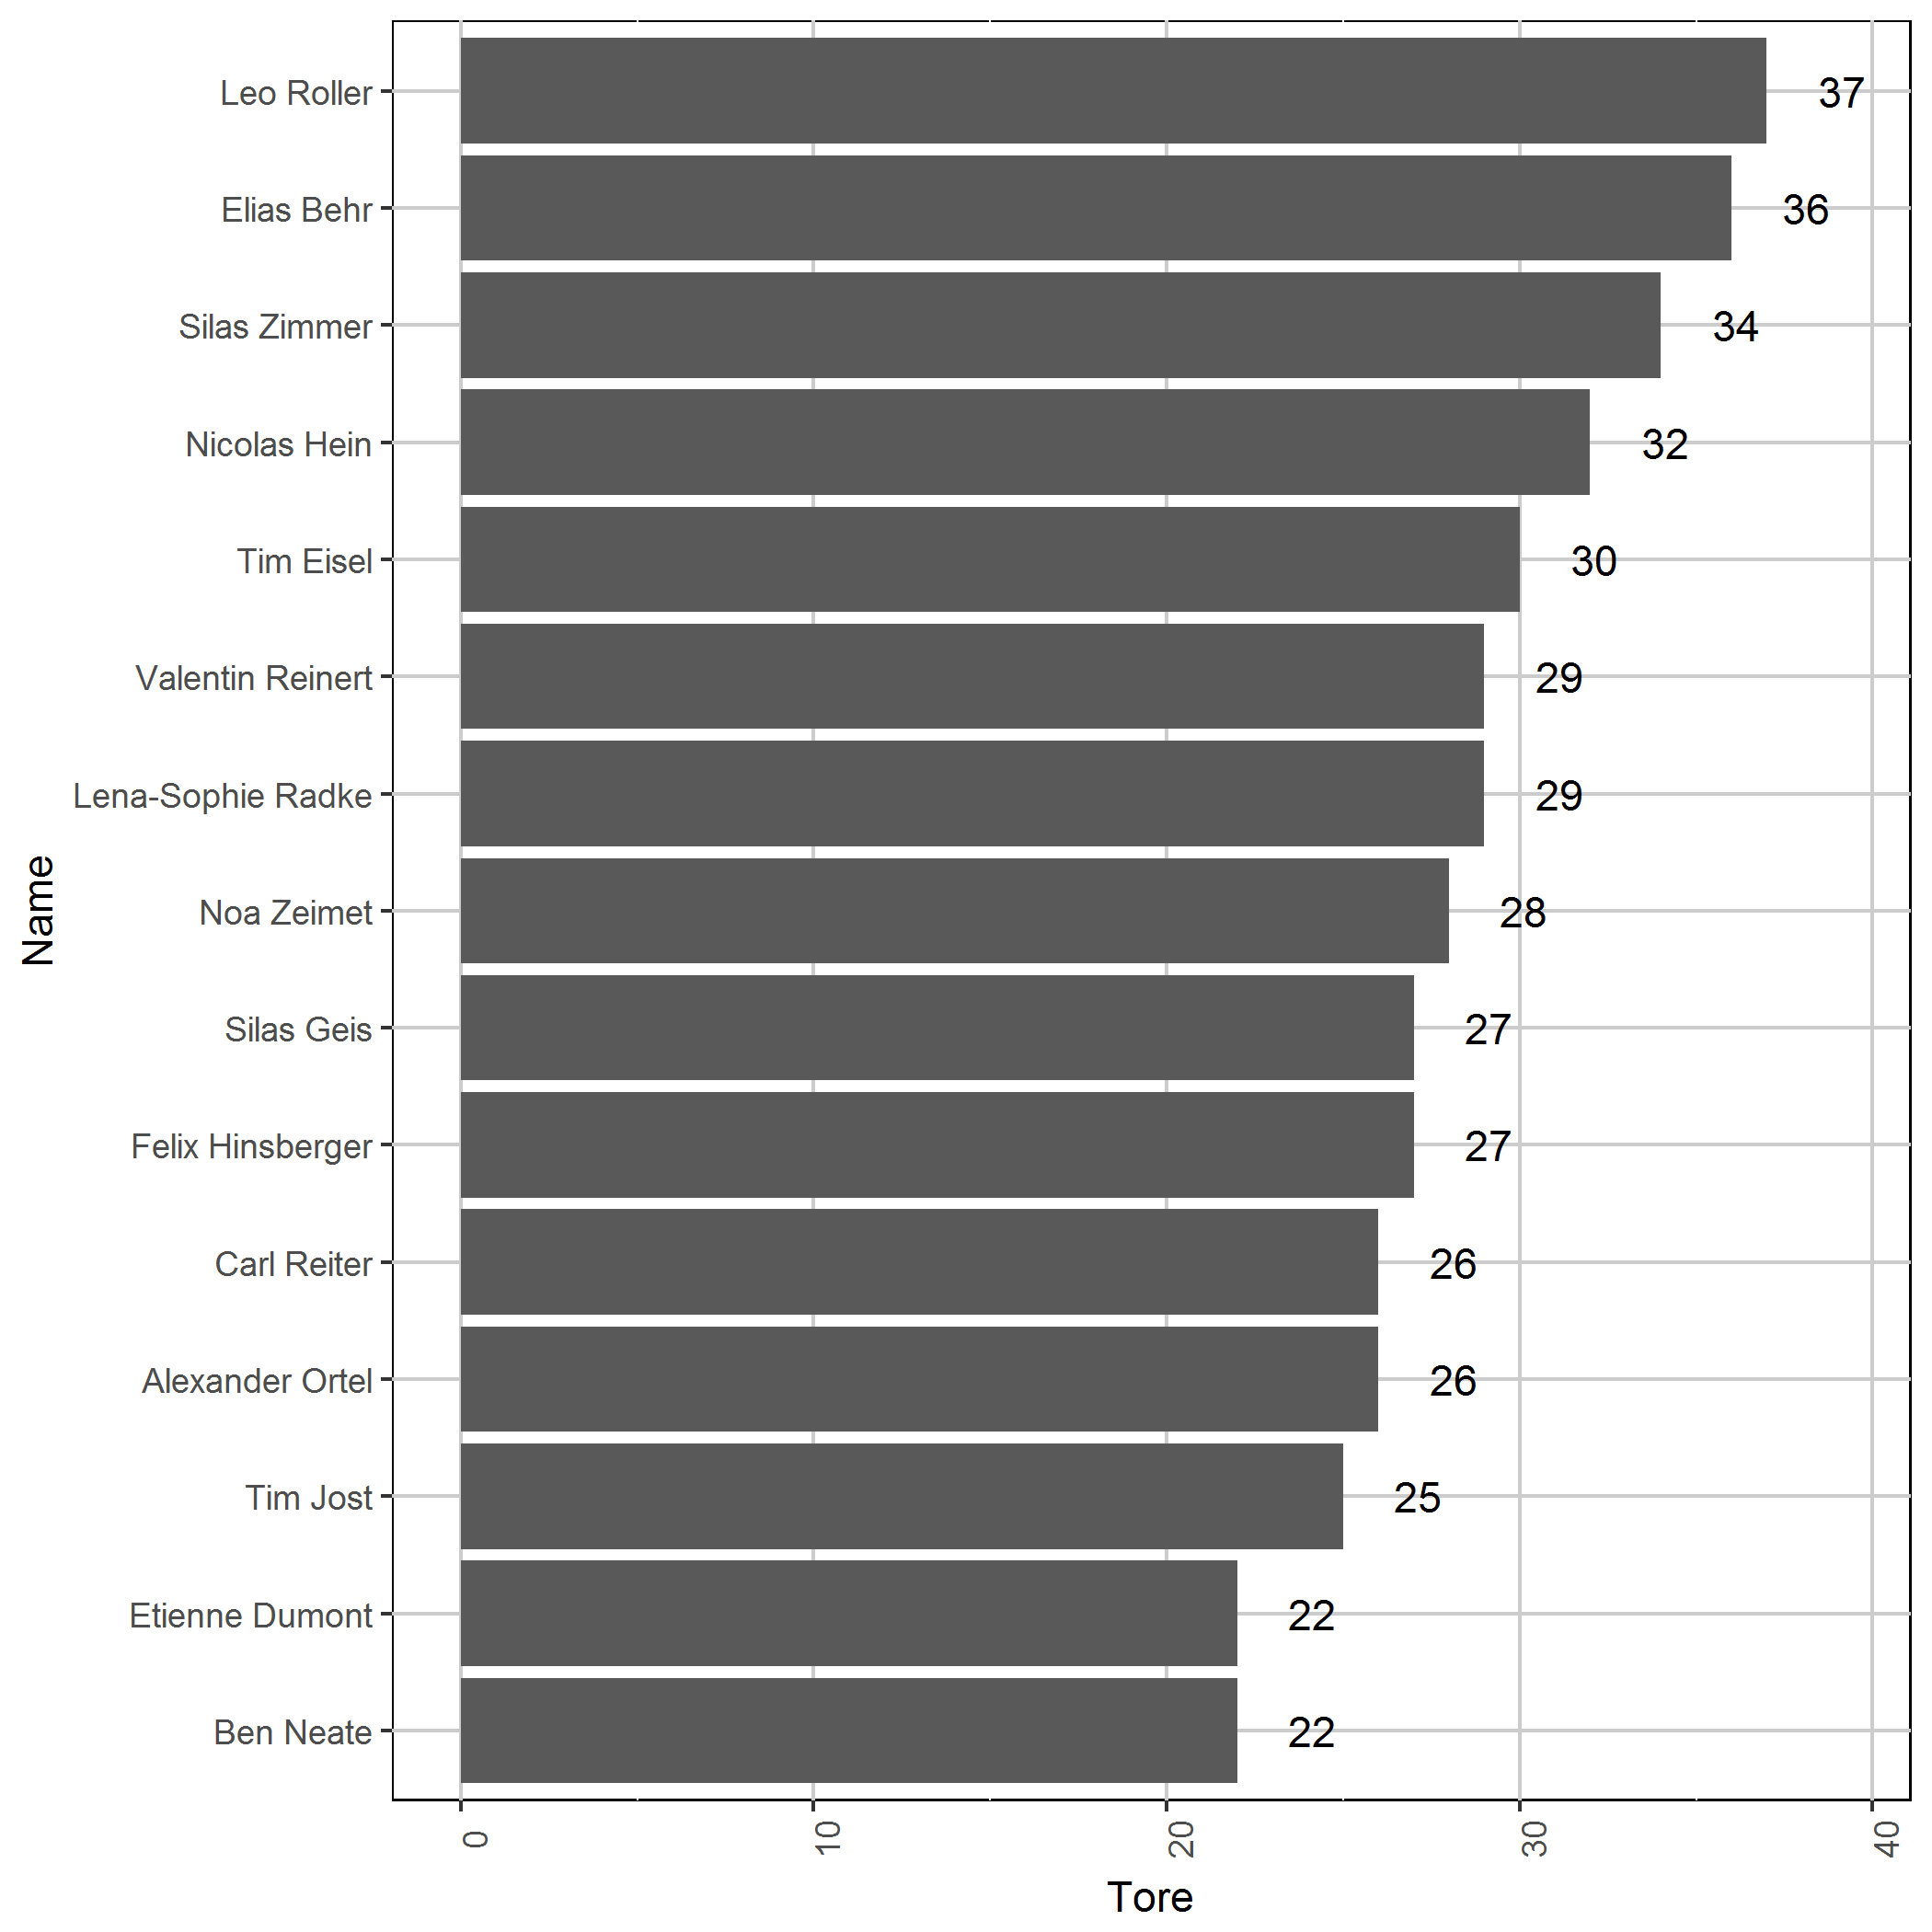 Leo Roller 37
Elias Behr 36
Silas Zimmer 34
Nicolas Hein 32
Tim Eisel 30
Valentin Reinert 29
Lena-Sophie Radke 29
Noa Zeimet 28
Silas Geis 27
Felix Hinsberger 27
Carl Reiter 26
Alexander Ortel 26
Tim Jost 25
Etienne Dumont 22
Ben Neate 22
Name
0 10 20 30 40
Tore